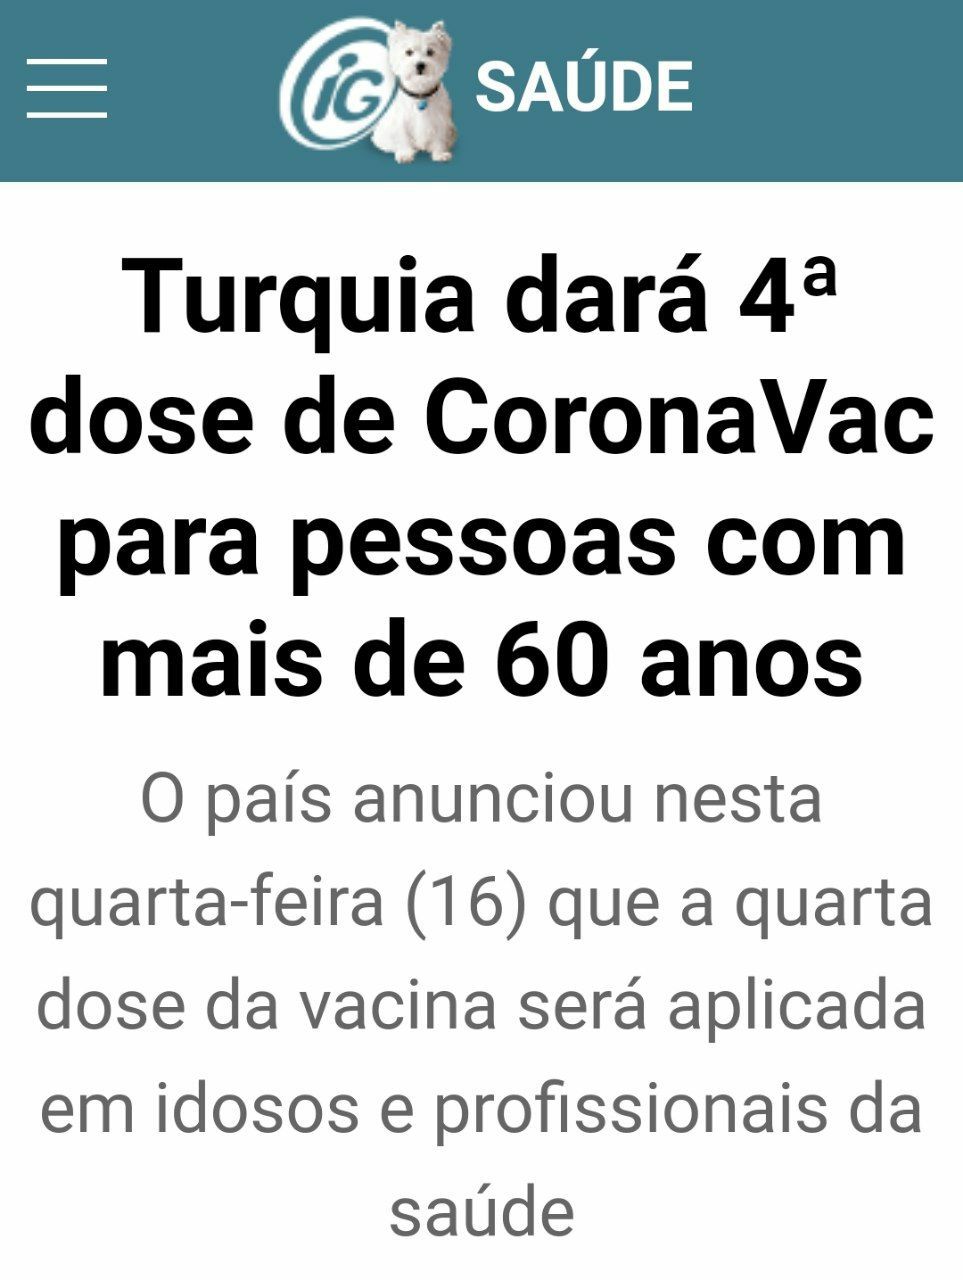 iG SAÚDE
Turquia dará 4ª
dose de CoronaVac
para pessoas com
mais de 60 anos
O país anunciou nesta
quarta-feira (16) que a quarta
dose da vacina será aplicada
em idosos e profissionais da
saúde